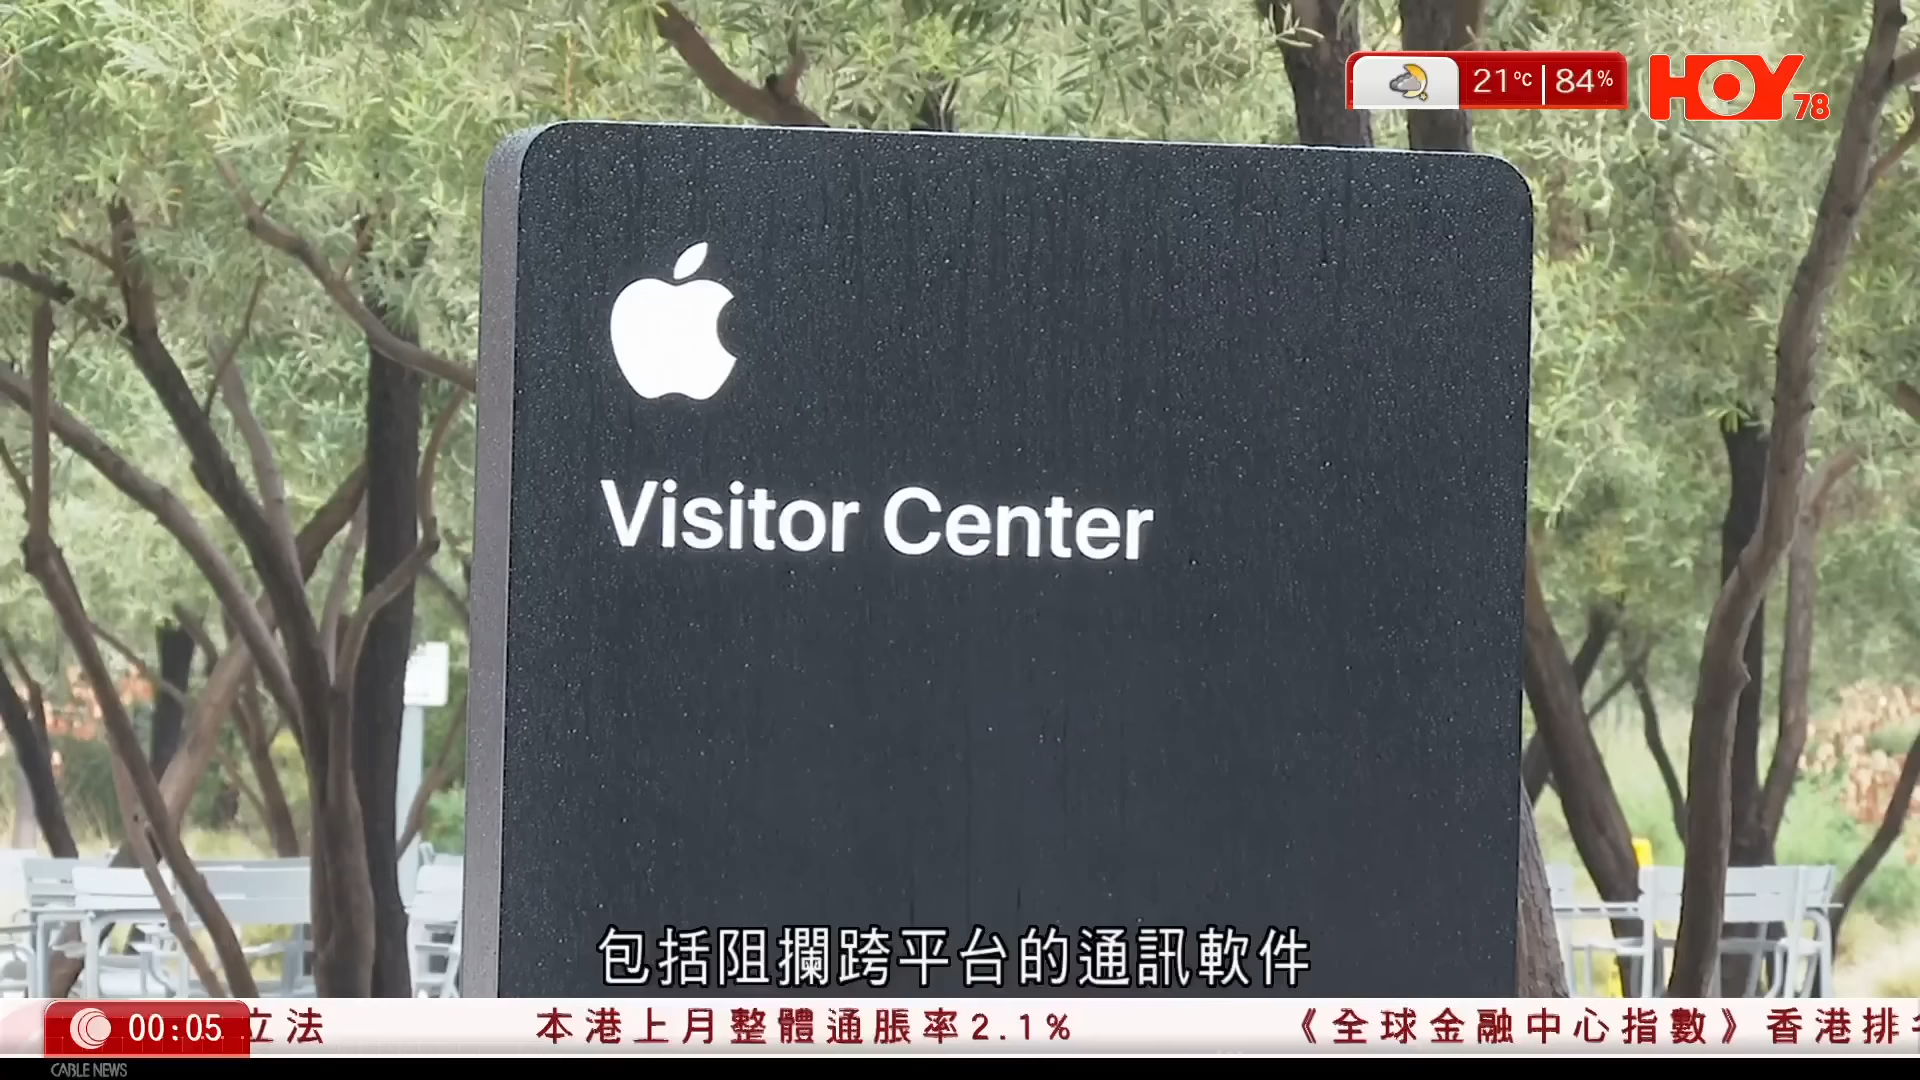 21℃ 84%
HOY 78
Visitor Center
包括阻攔跨平台的通訊軟件
00:05 立法 本港上月整體通脹率2.1% 《全球金融中心指數》香港排
CABLE NEWS